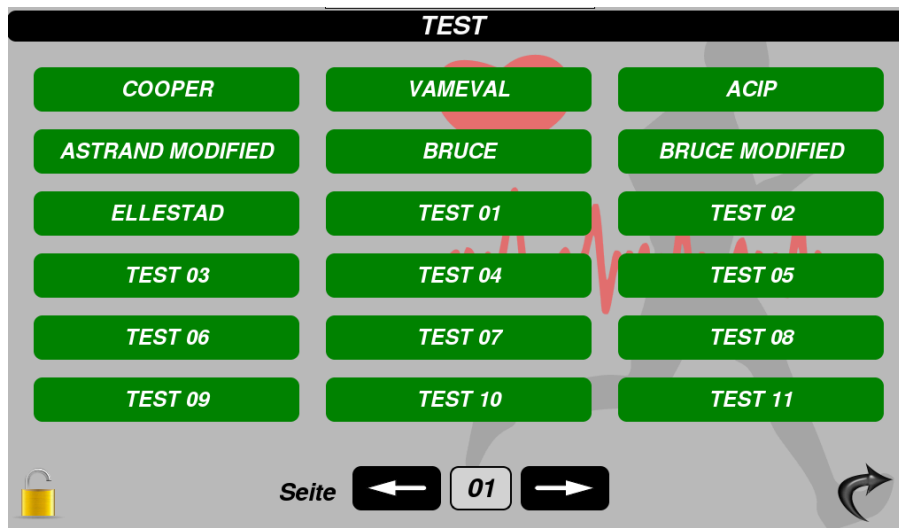 TEST
COOPER VAMEVAL ACIP
ASTRAND MODIFIED BRUCE BRUCE MODIFIED
ELLESTAD TEST 01 TEST 02
TEST 03 TEST 04 TEST 05
TEST 06 TEST 07 TEST 08
TEST 09 TEST 10 TEST 11
Seite 01